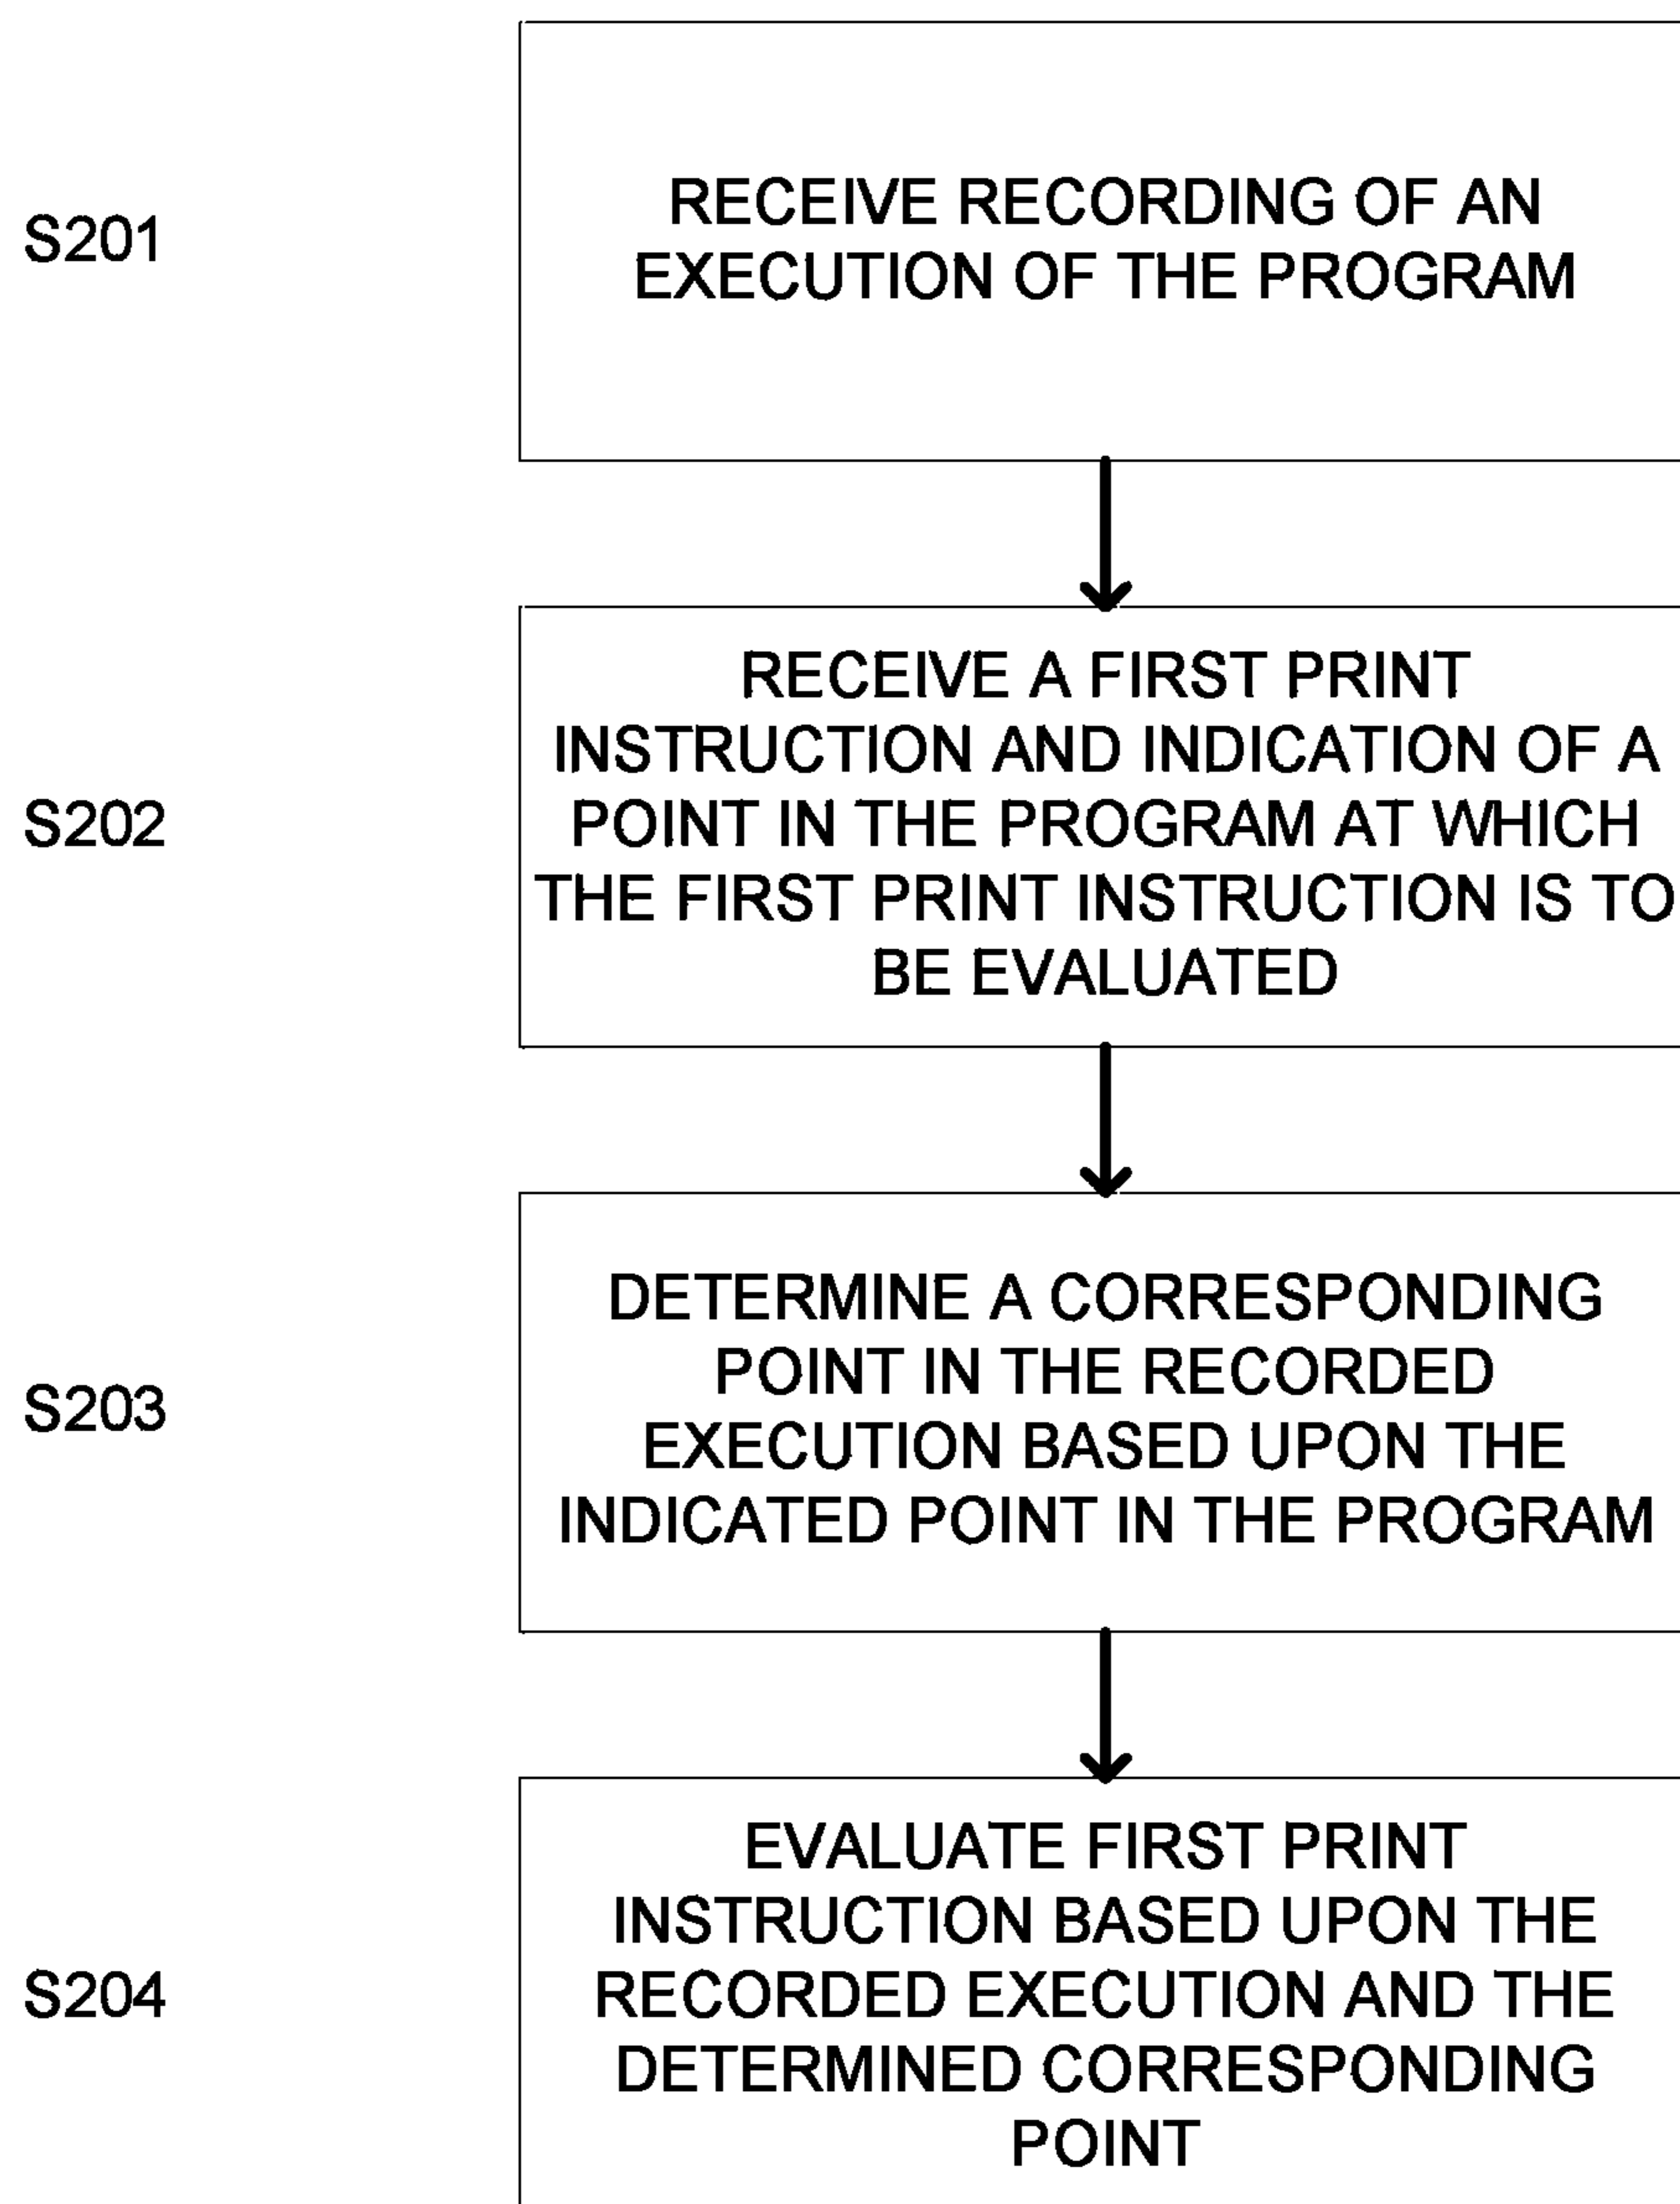 S201
RECEIVE RECORDING OF AN
EXECUTION OF THE PROGRAM
S202
RECEIVE A FIRST PRINT
INSTRUCTION AND INDICATION OF A
POINT IN THE PROGRAM AT WHICH
THE FIRST PRINT INSTRUCTION IS TO
BE EVALUATED
S203
DETERMINE A CORRESPONDING
POINT IN THE RECORDED
EXECUTION BASED UPON THE
INDICATED POINT IN THE PROGRAM
S204
EVALUATE FIRST PRINT
INSTRUCTION BASED UPON THE
RECORDED EXECUTION AND THE
DETERMINED CORRESPONDING
POINT